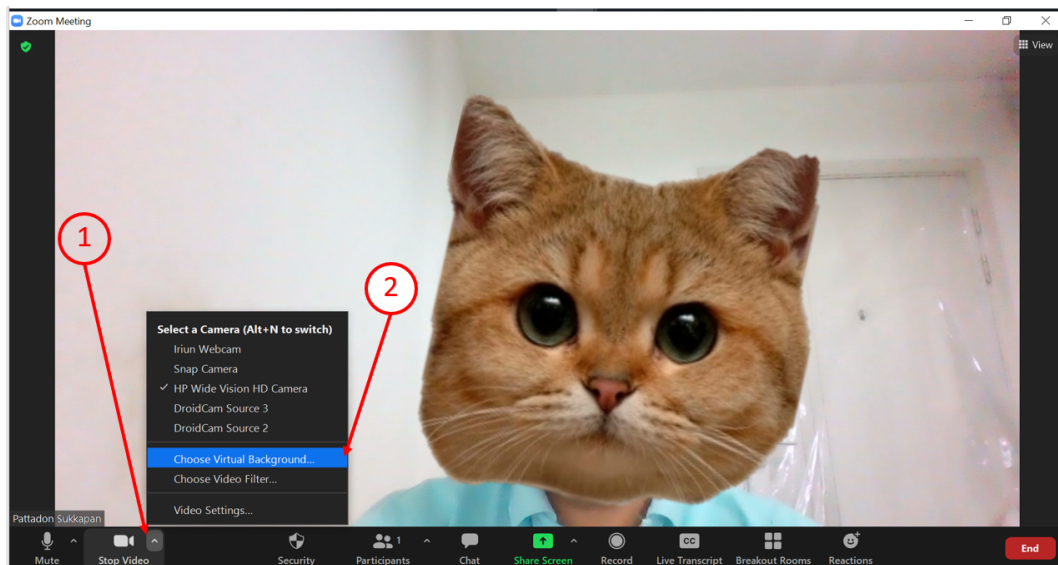 Zoom Meeting
View
1
2
Select a Camera (Alt+N to switch)
Iriun Webcam
Snap Camera
HP Wide Vision HD Camera
DroidCam Source 3
DroidCam Source 2
Choose Virtual Background...
Choose Video Filter...
Video Settings...
Pattadon Sukkapan
Mute
Stop Video
Security
1
Participants
Chat
Share Screen
Record
CC
Live Transcript
Breakout Rooms
Reactions
End